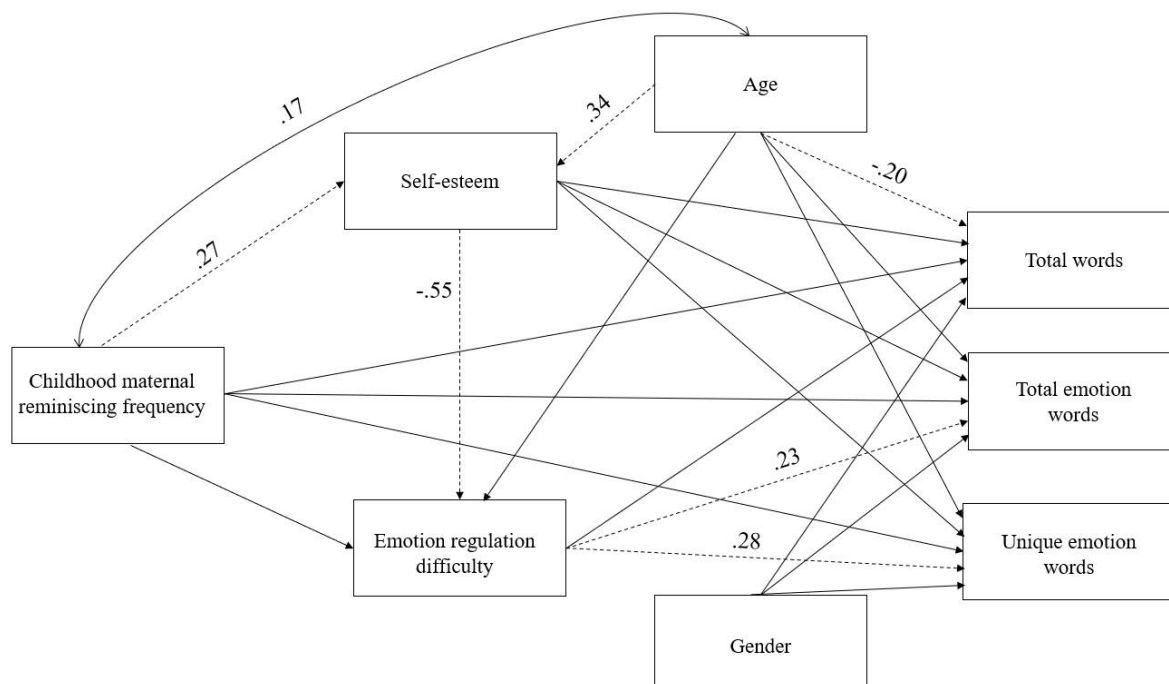 Age
.17
.34
Self-esteem
-.20
.27
Total words
-.55
Childhood maternal
reminiscing frequency
Total emotion
words
.23
Emotion regulation
difficulty
.28
Unique emotion
words
Gender